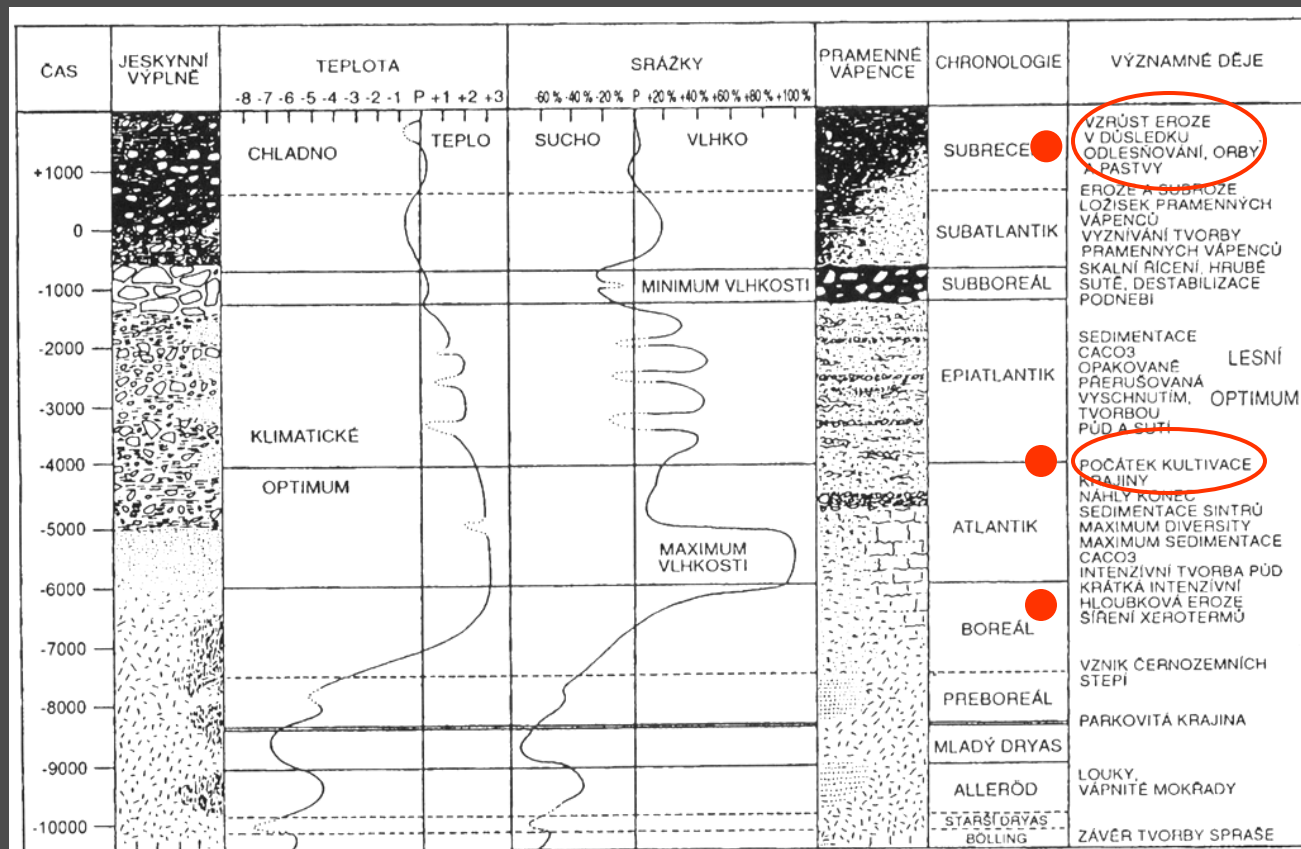 ČAS
JESKYNNÍ
VÝPLNĚ
TEPLOTA
-8 -7 -6 -5 -4 -3 -2 -1 P +1 +2 +3
SRÁŽKY
-60% -40% -20% P +20% +40% +80% +100%
PRAMENNÉ
VÁPENCE
CHRONOLOGIE
VÝZNAMNÉ DĚJE
+1000
0
-1000
-2000
-3000
-4000
-5000
-6000
-7000
-8000
-9000
-10000
CHLADNO
TEPLO
KLIMATICKÉ
OPTIMUM
SUCHO
VLHKO
MINIMUM VLHKOSTI
MAXIMUM
VLHKOSTI
SUBRECE
SUBATLANTIK
SUBBOREÁL
EPIATLANTIK
ATLANTIK
BOREÁL
PREBOREÁL
MLADÝ DRYAS
ALLERÖD
STARŠÍ DRYAS
BÖLLING
VZRŮST EROZE
V DŮSLEDKU
ODLESŇOVÁNÍ, ORBY
A PASTVY
EROZE A SUBROZE
LOŽISEK PRAMENNÝCH
VÁPENCŮ
VYZNÍVÁNÍ TVORBY
PRAMENNÝCH VÁPENCŮ
SKALNÍ ŘÍCENÍ, HRUBÉ
SUTĚ, DESTABILIZACE
PODNEBÍ
SEDIMENTACE
CACO3
OPAKOVANĚ
PŘERUŠOVANÁ
VYSCHNUTÍM,
TVORBOU
PŮD A SUTÍ
LESNÍ
OPTIMUM
POČÁTEK KULTIVACE
KRAJINY
NÁHLÝ KONEC
SEDIMENTACE SINTRŮ
MAXIMUM DIVERSITY
MAXIMUM SEDIMENTACE
CACO3
INTENZÍVNÍ TVORBA PŮD
KRÁTKÁ INTENZÍVNÍ
HLOUBKOVÁ EROZE
ŠÍŘENÍ XEROTERMŮ
VZNIK ČERNOZEMNÍCH
STEPÍ
PARKOVITÁ KRAJINA
LOUKY,
VÁPNITÉ MOKŘADY
ZÁVĚR TVORBY SPRAŠE